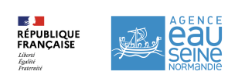 RÉPUBLIQUE
FRANÇAISE
Liberté
Égalité
Fraternité
AGENCE
eau
SEINE
NORMANDIE